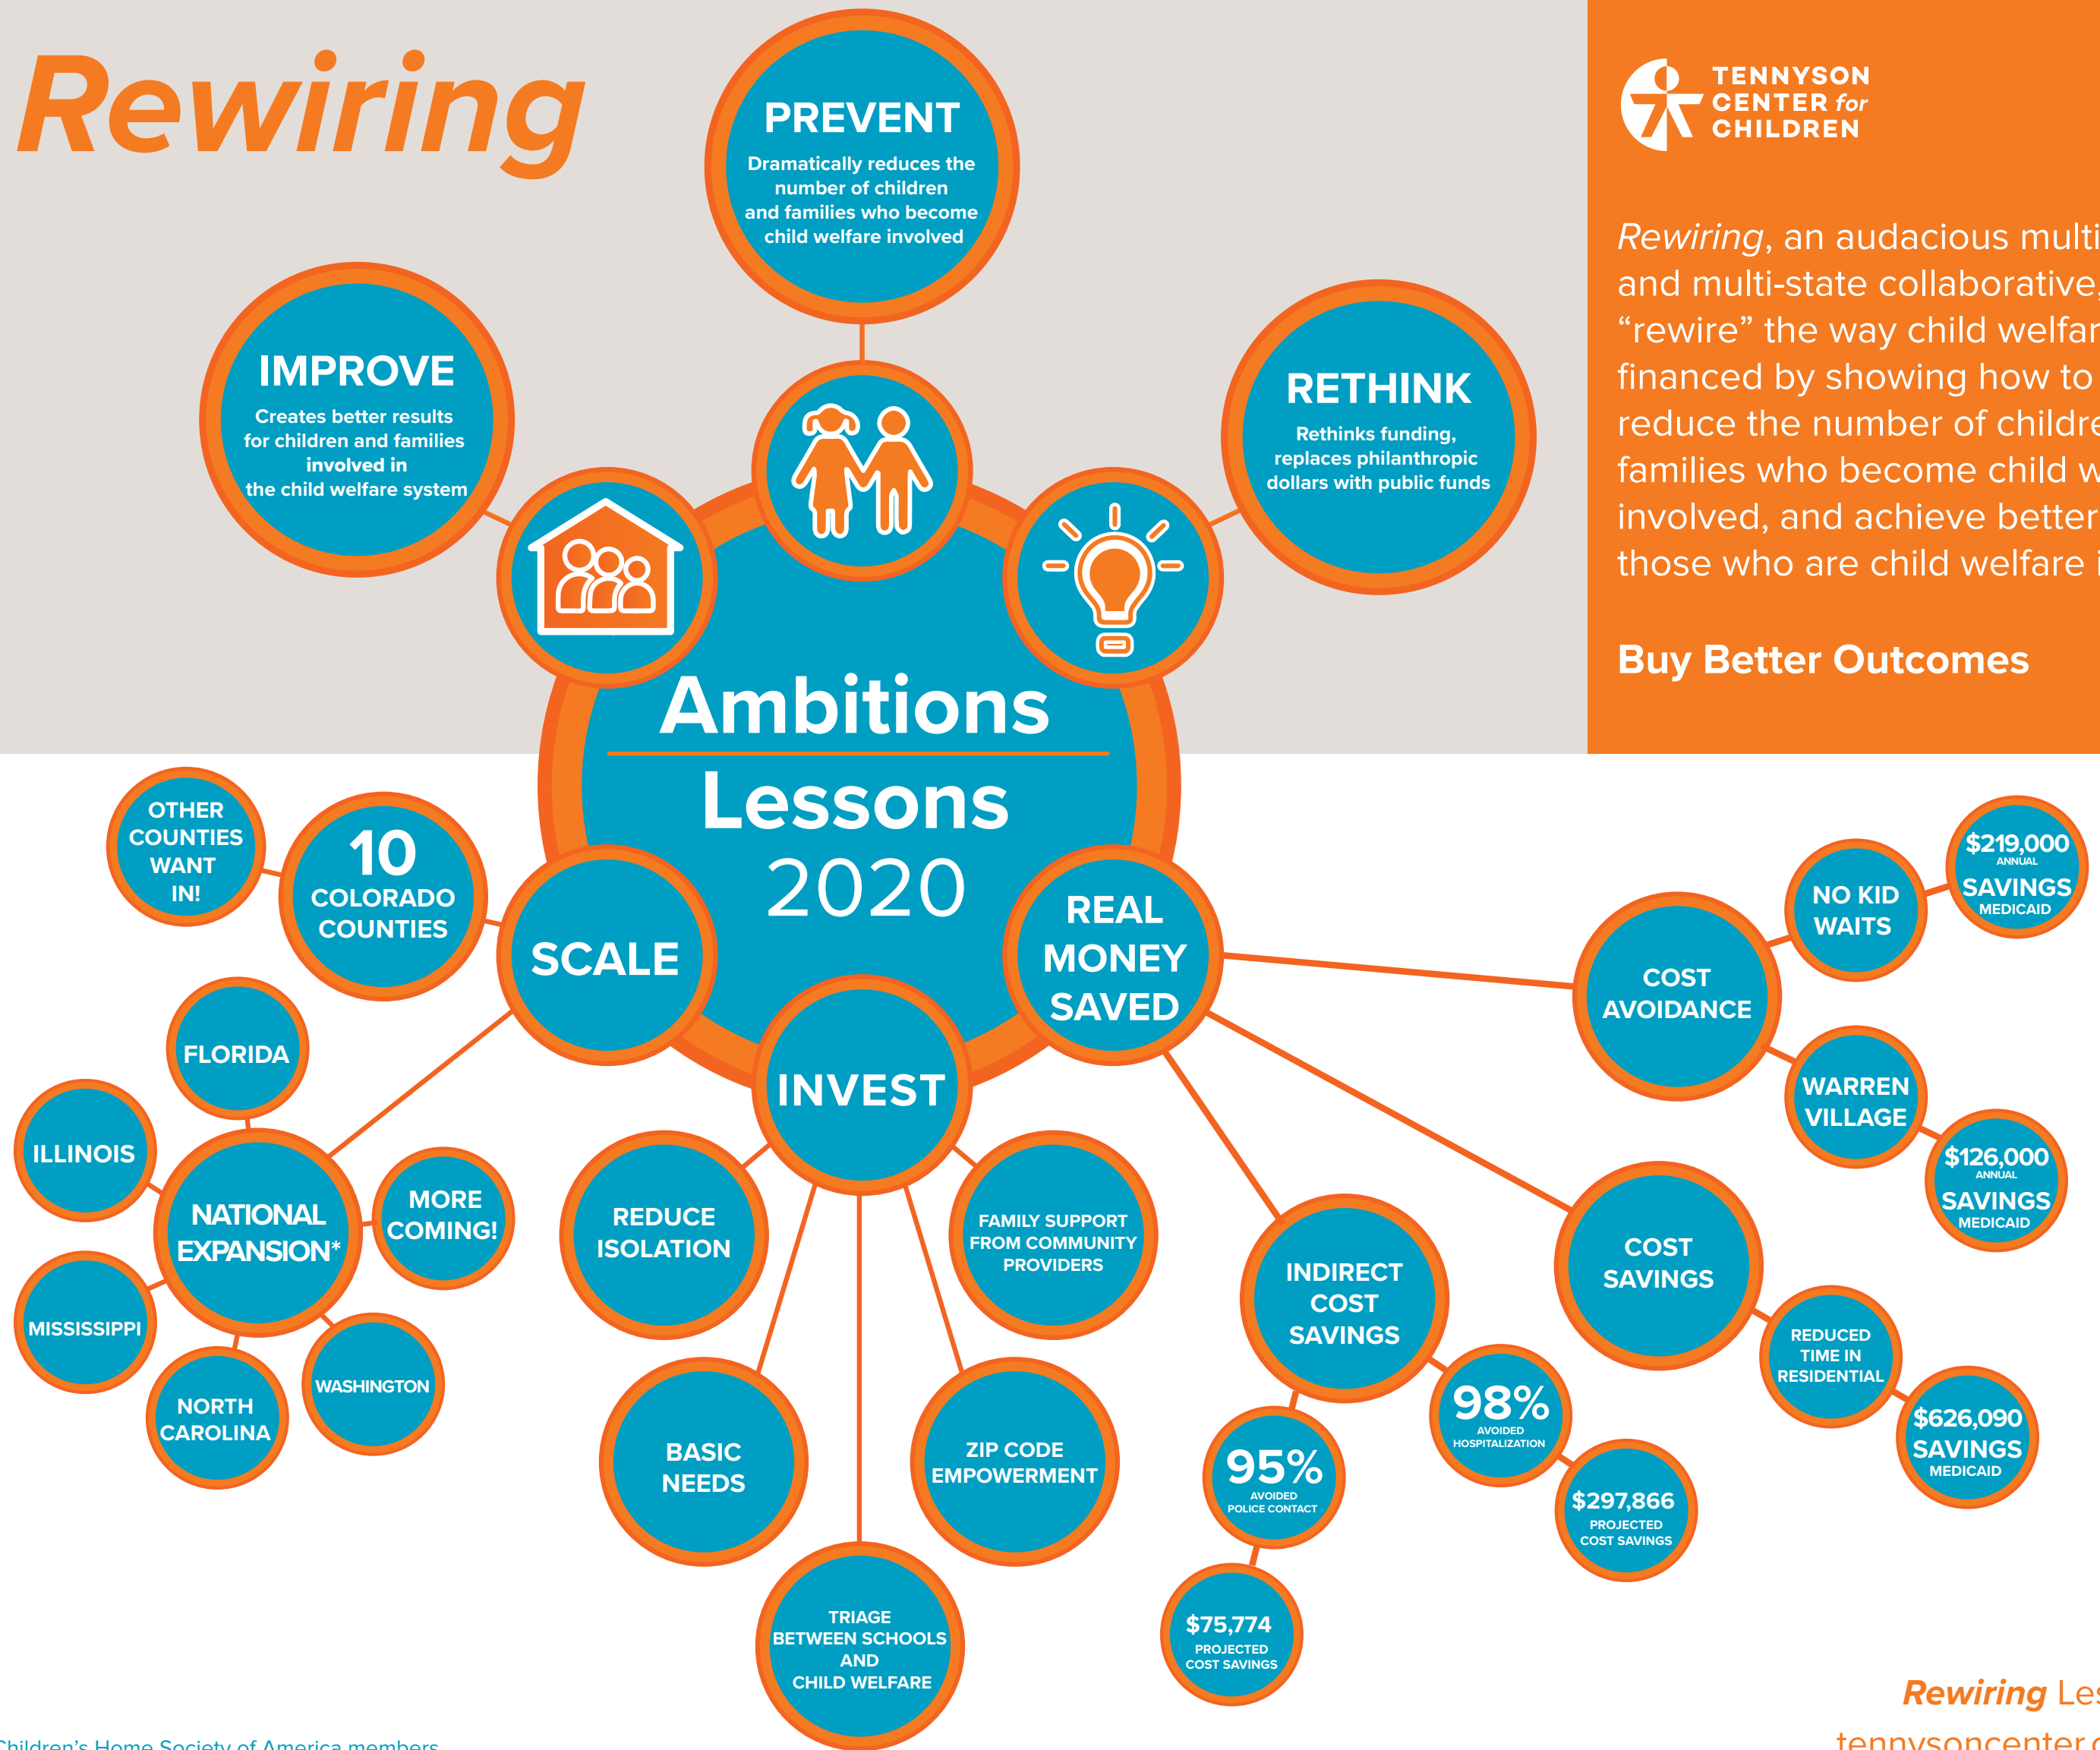 Rewiring
PREVENT
Dramatically reduces the
number of children
and families who become
child welfare involved
IMPROVE
Creates better results
for children and families
involved in
the child welfare system
RETHINK
Rethinks funding,
replaces philanthropic
dollars with public funds
TENNYSON
CENTER for
CHILDREN
Rewiring, an audacious multi
and multi-state collaborative,
“rewire” the way child
financed by showing how to
reduce the number of
families who become child
involved, and achieve better
those who are child welfare
Buy Better Outcomes
Ambitions
Lessons
2020
SCALE
10
COLORADO
COUNTIES
OTHER
COUNTIES
WANT
IN!
NATIONAL
EXPANSION*
FLORIDA
ILLINOIS
MISSISSIPPI
NORTH
CAROLINA
WASHINGTON
MORE
COMING!
INVEST
REDUCE
ISOLATION
BASIC
NEEDS
TRIAGE
BETWEEN SCHOOLS
AND
CHILD WELFARE
ZIP CODE
EMPOWERMENT
FAMILY SUPPORT
FROM COMMUNITY
PROVIDERS
REAL
MONEY
SAVED
COST
AVOIDANCE
NO KID
WAITS
$219,000
ANNUAL
SAVINGS
MEDICAID
WARREN
VILLAGE
$126,000
ANNUAL
SAVINGS
MEDICAID
COST
SAVINGS
REDUCED
TIME IN
RESIDENTIAL
$626,090
SAVINGS
MEDICAID
INDIRECT
COST
SAVINGS
98%
AVOIDED
HOSPITALIZATION
$297,866
PROJECTED
COST SAVINGS
95%
AVOIDED
POLICE CONTACT
$75,774
PROJECTED
COST SAVINGS
Children’s Home Society of America members
Rewiring
tennysoncenter